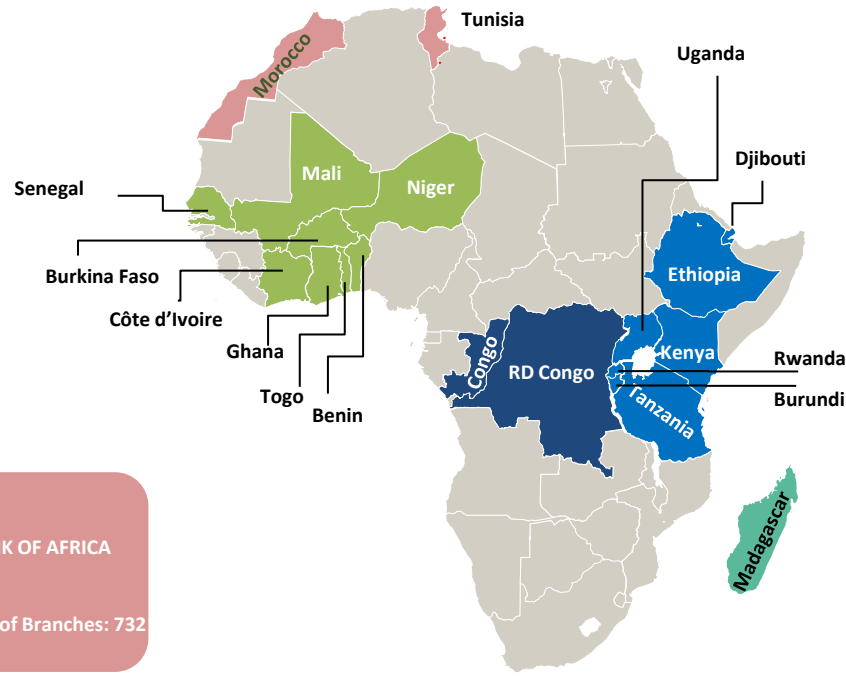 Tunisia
Morocco
Uganda
Djibouti
Mali
Niger
Senegal
Ethiopia
Burkina Faso
Côte d'Ivoire
Ghana
Togo
Benin
Congo
RD Congo
Kenya
Rwanda
Tanzania
Burundi
Madagascar
OF AFRICA
of Branches: 732